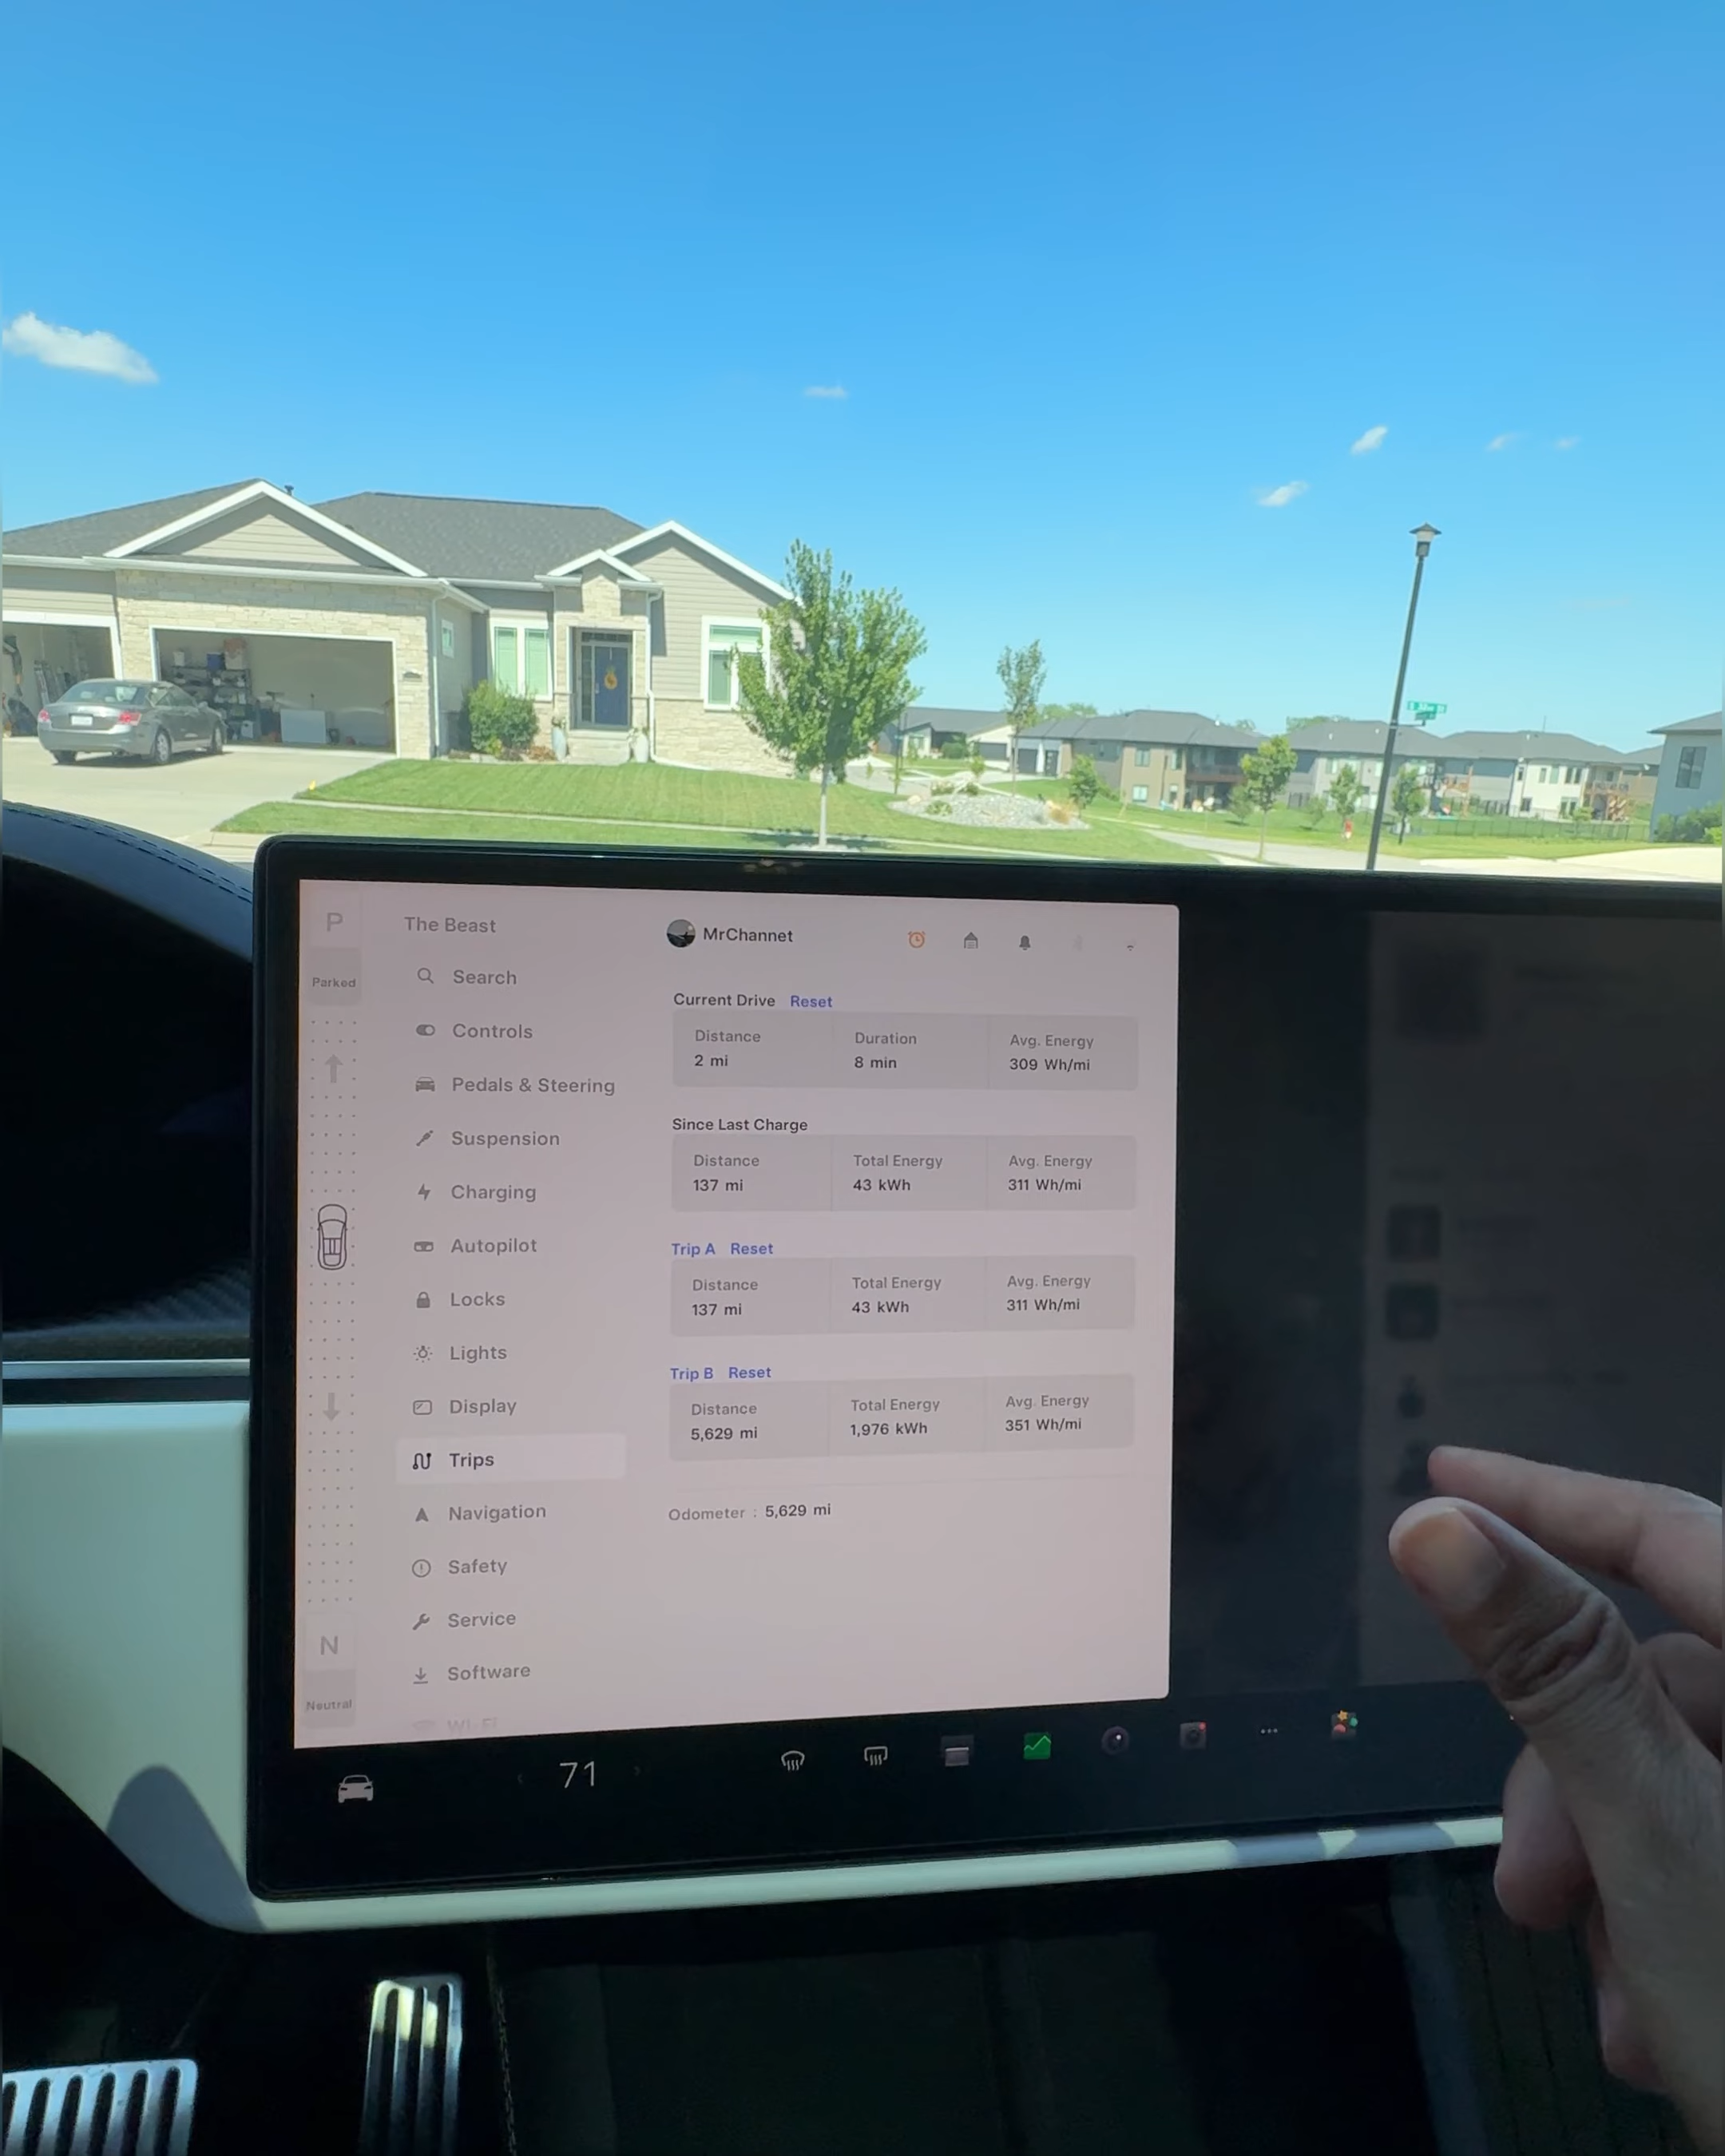 P
Parked
N
Neutral
The Beast
Search
Controls
Pedals & Steering
Suspension
Charging
Autopilot
Locks
Lights
Display
Trips
Navigation
Safety
Service
Software
Wi-Fi
MrChannet
Current Drive Reset
Distance Duration Avg. Energy
2 mi 8 min 309 Wh/mi
Since Last Charge
Distance Total Energy Avg. Energy
137 mi 43 kWh 311 Wh/mi
Trip A Reset
Distance Total Energy Avg. Energy
137 mi 43 kWh 311 Wh/mi
Trip B Reset
Distance Total Energy Avg. Energy
5,629 mi 1,976 kWh 351 Wh/mi
Odometer : 5,629 mi
71